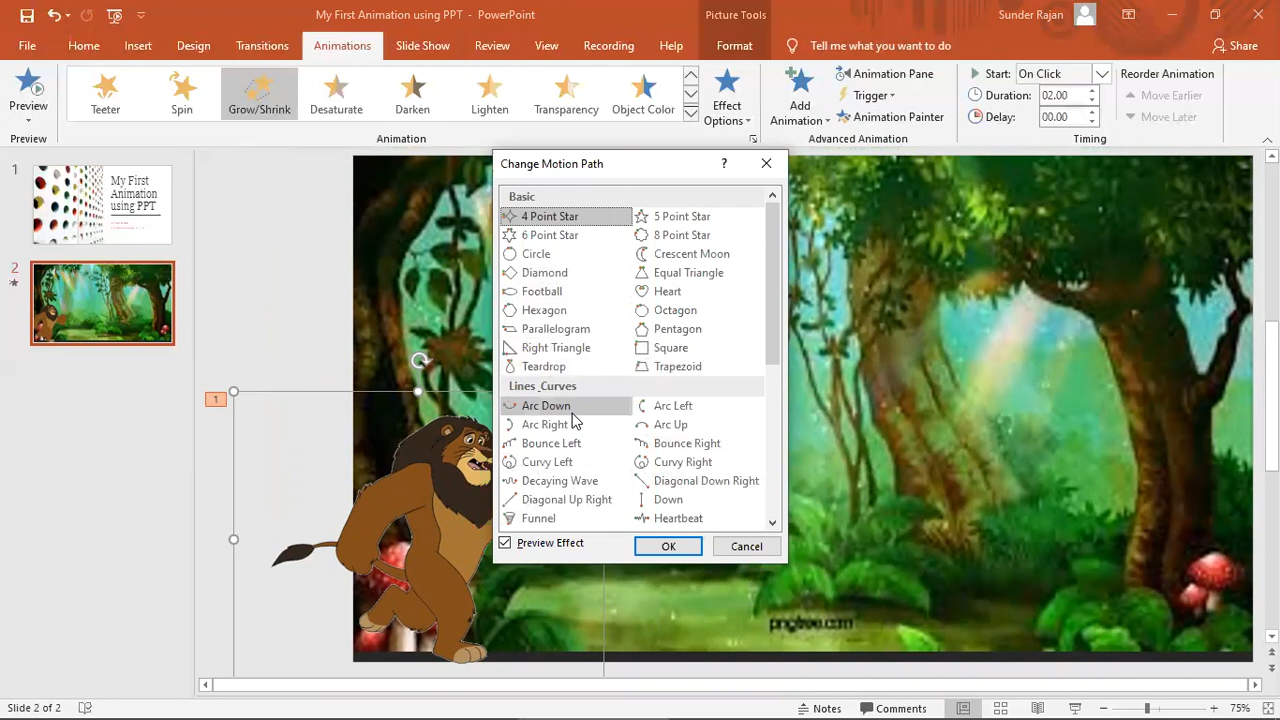 My First Animation using PPT - PowerPoint
Picture Tools
Sunder Rajan
File Home Insert Design Transitions Animations Slide Show Review View Recording Help Format Tell me what you want to do Share
Preview
Teeter Spin Grow/Shrink Desaturate Darken Lighten Transparency Object Color
Effect Options
Add Animation
Animation Pane
Trigger
Animation Painter
Start: On Click
Duration: 02.00
Delay: 00.00
Reorder Animation
Move Earlier
Move Later
Preview Animation Advanced Animation Timing
1
My First
Animation
using PPT
2
1
Change Motion Path ?
Basic
4 Point Star 5 Point Star
6 Point Star 8 Point Star
Circle Crescent Moon
Diamond Equal Triangle
Football Heart
Hexagon Octagon
Parallelogram Pentagon
Right Triangle Square
Teardrop Trapezoid
Lines_Curves
Arc Down Arc Left
Arc Right Arc Up
Bounce Left Bounce Right
Curvy Left Curvy Right
Decaying Wave Diagonal Down Right
Diagonal Up Right Down
Funnel Heartbeat
Preview Effect OK Cancel
pngtree.com
Slide 2 of 2 Notes Comments 75%